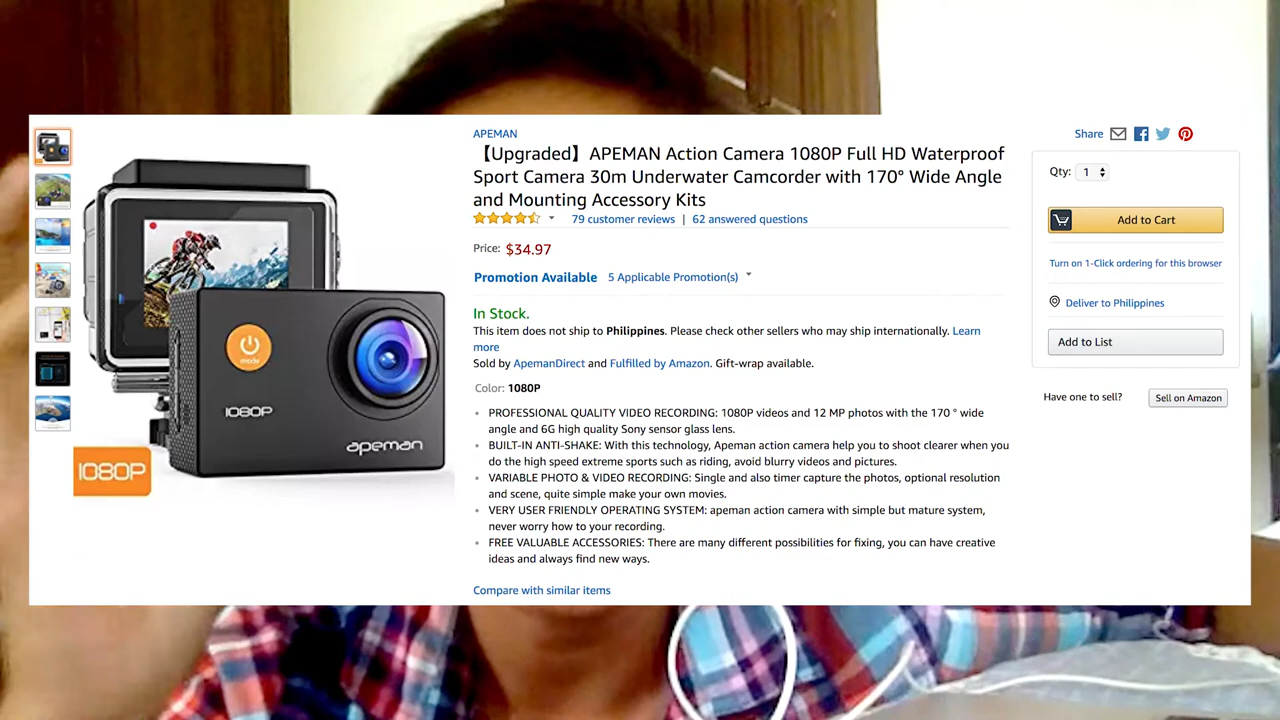 APEMAN
【Upgraded】APEMAN Action Camera 1080P Full HD Waterproof
Sport Camera 30m Underwater Camcorder with 170° Wide Angle
and Mounting Accessory Kits
79 customer reviews | 62 answered questions
Price: $34.97
Promotion Available 5 Applicable Promotion(s)
In Stock.
This item does not ship to Philippines. Please check other sellers who may ship internationally. Learn
more
Sold by ApemanDirect and Fulfilled by Amazon. Gift-wrap available.
Color: 1080P
• PROFESSIONAL QUALITY VIDEO RECORDING: 1080P videos and 12 MP photos with the 170 ° wide
angle and 6G high quality Sony sensor glass lens.
• BUILT-IN ANTI-SHAKE: With this technology, Apeman action camera help you to shoot clearer when you
do the high speed extreme sports such as riding, avoid blurry videos and pictures.
• VARIABLE PHOTO & VIDEO RECORDING: Single and also timer capture the photos, optional resolution
and scene, quite simple make your own movies.
• VERY USER FRIENDLY OPERATING SYSTEM: apeman action camera with simple but mature system,
never worry how to your recording.
• FREE VALUABLE ACCESSORIES: There are many different possibilities for fixing, you can have creative
ideas and always find new ways.
Compare with similar items
mode
1080P
apeman
1080P
Share
Qty: 1
Add to Cart
Turn on 1-Click ordering for this browser
Deliver to Philippines
Add to List
Have one to sell?
Sell on Amazon